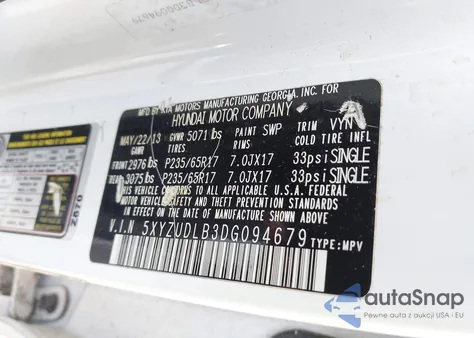 MFD BY KIA MOTORS MANUFACTURING GEORGIA, INC. FOR
HYUNDAI MOTOR COMPANY
MAY/22/13 GVWR 5071 lbs PAINT SWP TRIM VYN
GAWR TIRES RIMS COLD TIRE INFL
FRONT 2976 lbs P235/65R17 7.0JX17 33psi SINGLE
REAR 3075 lbs P235/65R17 7.0JX17 33psi SINGLE
THIS VEHICLE CONFORMS TO ALL APPLICABLE U.S.A. FEDERAL
MOTOR VEHICLE SAFETY BUMPER, AND THEFT PREVENTION
STANDARDS IN EFFECT ON THE DATE OF MANUFACTURE SHOWN ABOVE
V.I.N 5XYZUDLB3DG094679 TYPE:MPV
Z870
autaSnap
Pewne auta z aukcji USA i EU